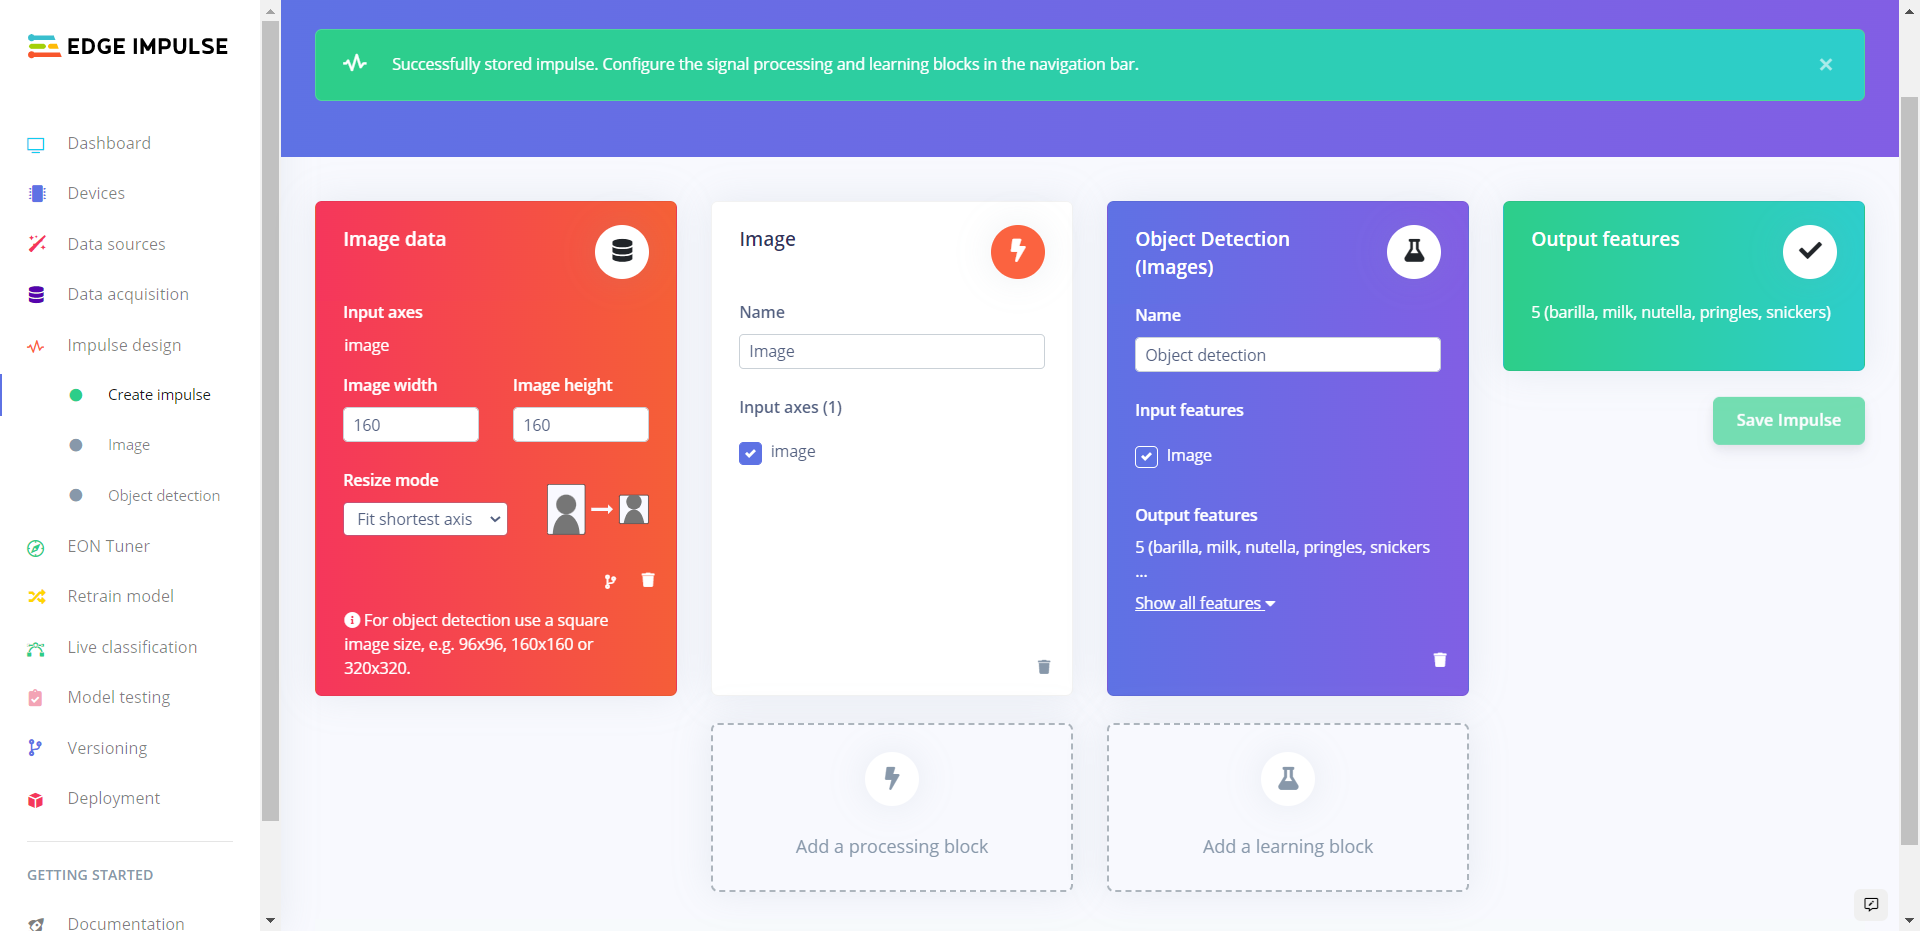 EDGE IMPULSE
Dashboard
Devices
Data sources
Data acquisition
Impulse design
Create impulse
Image
Object detection
EON Tuner
Retrain model
Live classification
Model testing
Versioning
Deployment
GETTING STARTED
Documentation
Successfully stored impulse. Configure the signal processing and learning blocks in the navigation bar.
×
Image data
Input axes
image
Image width
Image height
160
160
Resize mode
Fit shortest axis
For object detection use a square
image size, e.g. 96x96, 160x160 or
320x320.
Image
Name
Image
Input axes (1)
image
Add a processing block
Object Detection
(Images)
Name
Object detection
Input features
Image
Output features
5 (barilla, milk, nutella, pringles, snickers
...
Show all features
Add a learning block
Output features
5 (barilla, milk, nutella, pringles, snickers)
Save Impulse